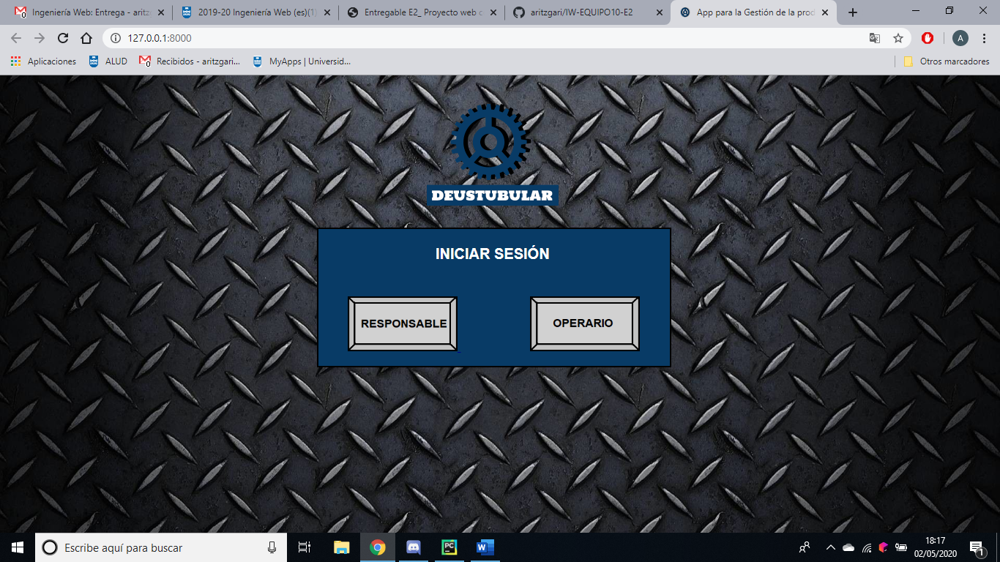 Ingeniería Web: Entrega - aritz
2019-20 Ingeniería Web (es)(1)
Entregable E2_ Proyecto web c
aritzgari/IW-EQUIPO10-E2
App para la Gestión de la prod
127.0.0.1:8000
A
Aplicaciones
ALUD
Recibidos - aritzgari...
MyApps | Universid...
Otros marcadores
DEUSTUBULAR
INICIAR SESIÓN
RESPONSABLE
OPERARIO
Escribe aquí para buscar
18:17
02/05/2020
1